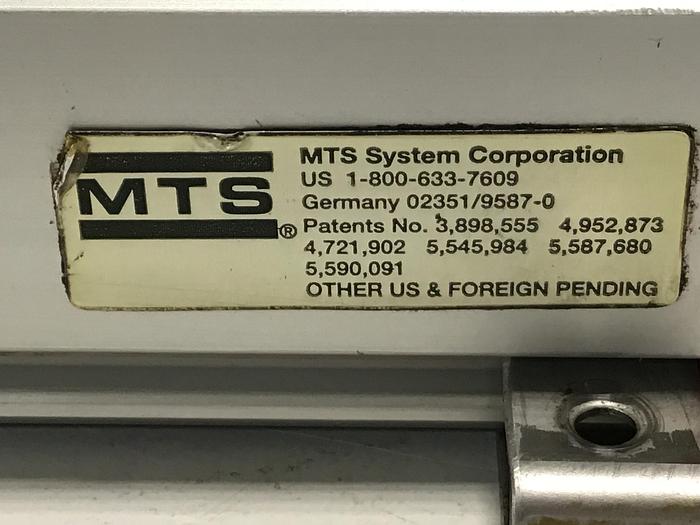 MTS®
MTS System Corporation
US 1-800-633-7609
Germany 02351/9587-0
Patents No. 3,898,555 4,952,873
4,721,902 5,545,984 5,587,680
5,590,091
OTHER US & FOREIGN PENDING